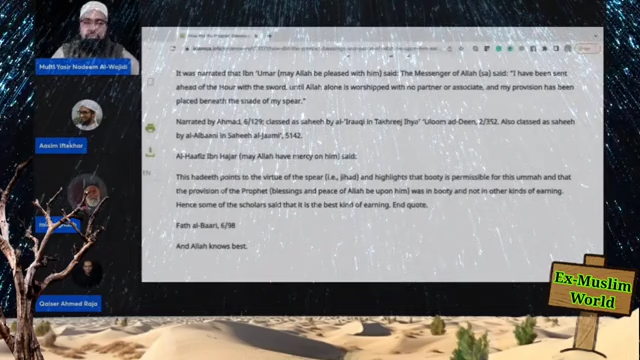 Mufti Yasir Nadeem Al-Wajidi
Aasim Iftekhar
Qaiser Ahmed Raja
EN
It was narrated that Ibn 'Umar (may Allah be pleased with him) said: The Messenger of Allah (sa) said: "I have been sent
ahead of the Hour with the sword, until Allah alone is worshipped with no partner or associate, and my provision has been
placed beneath the shade of my spear."
Narrated by Ahmad, 6/129; classed as saheeh by al-'Iraaqi in Takhreej Ihya' 'Uloom ad-Deen, 2/352. Also classed as saheeh
by al-Albaani in Saheeh al-Jaami', 5142.
Al-Haafiz Ibn Hajar (may Allah have mercy on him) said:
This hadeeth points to the virtue of the spear (i.e., jihad) and highlights that booty is permissible for this ummah and that
the provision of the Prophet (blessings and peace of Allah be upon him) was in booty and not in other kinds of earning.
Hence some of the scholars said that it is the best kind of earning. End quote.
Fath al-Baari, 6/98
And Allah knows best.
Ex-Muslim
World